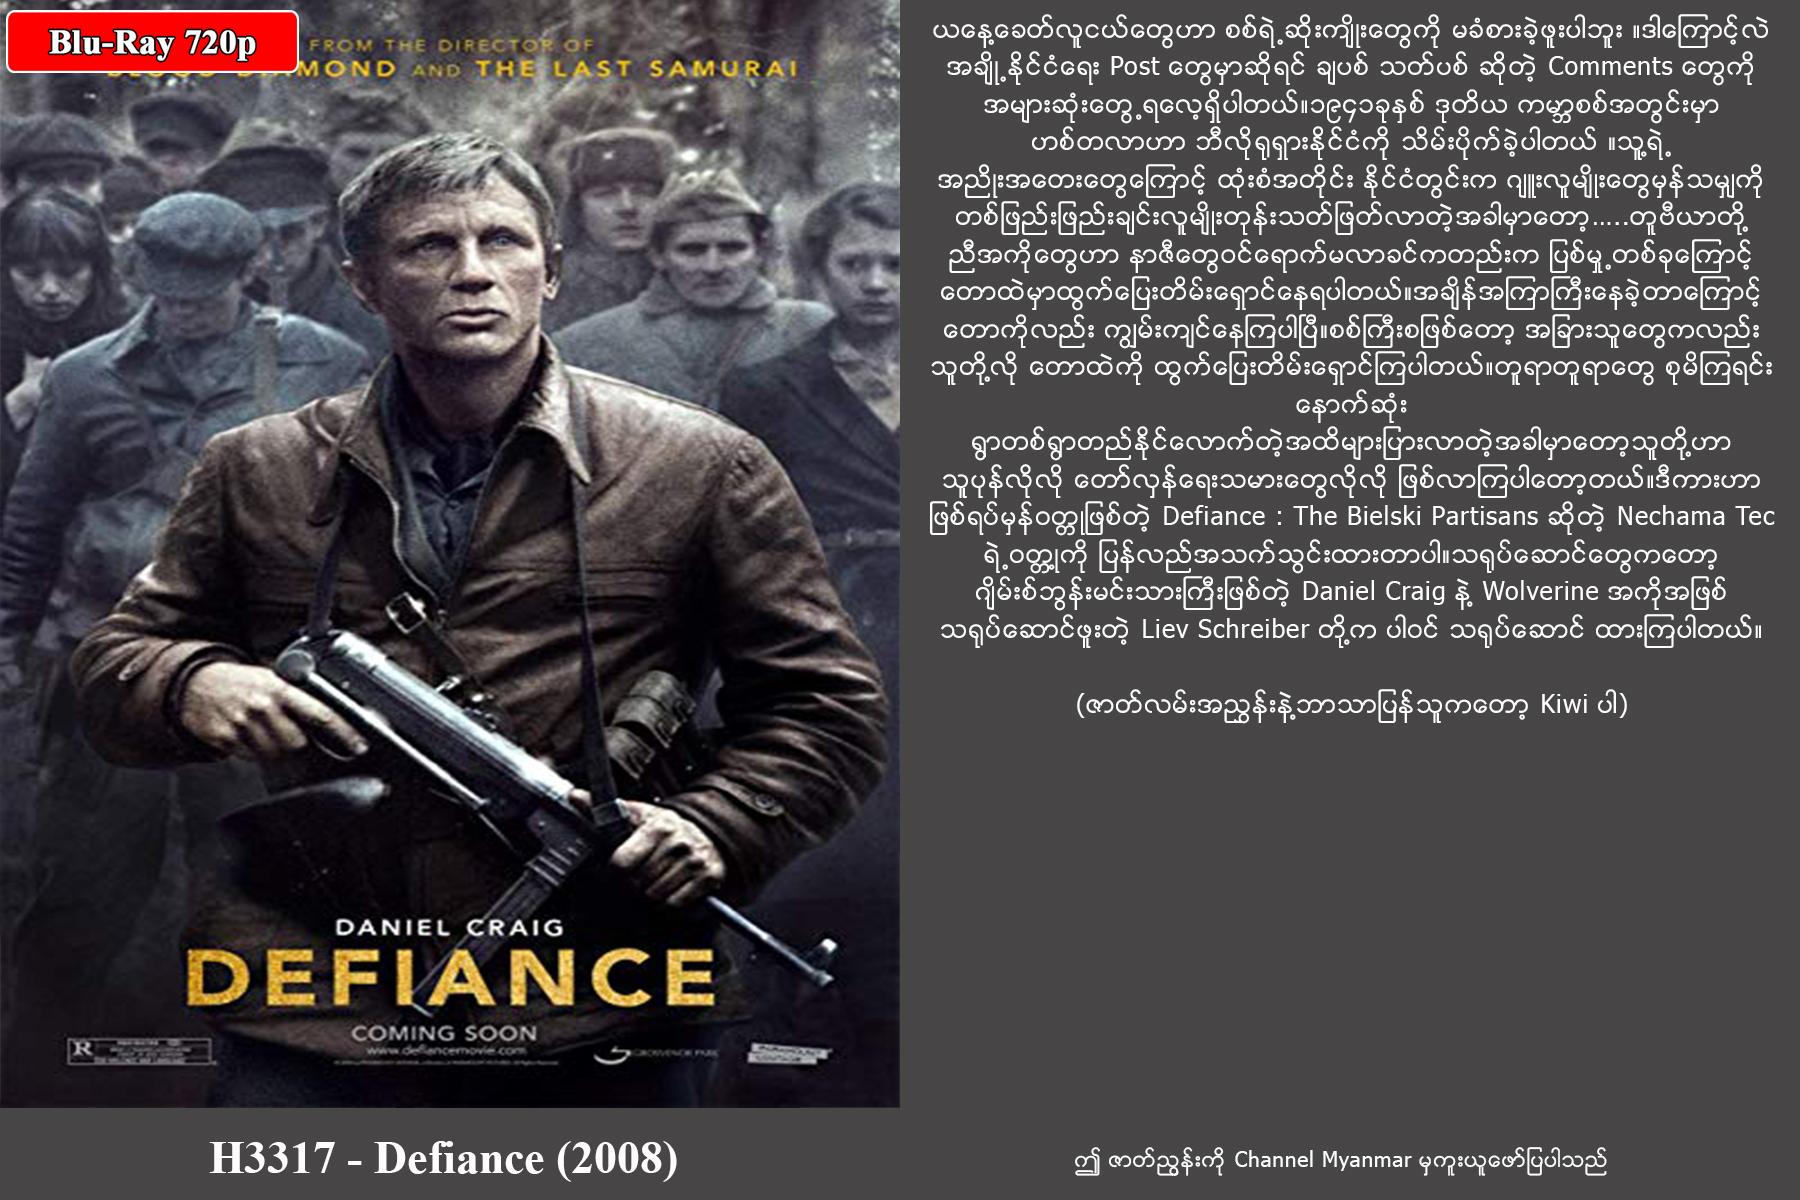 Blu-Ray 720p
FROM THE DIRECTOR OF
BLOOD DIAMOND AND THE LAST SAMURAI
DANIEL CRAIG
DEFIANCE
COMING SOON
www.defiancemovie.com
R
GROSVENOR PARK
H3317 - Defiance (2008)
ယနေ့ခေတ်လူငယ်တွေဟာ စစ်ရဲ့ဆိုးကျိုးတွေကို မခံစားခဲ့ဖူးပါဘူး ။ဒါကြောင့်လဲ
အချို့နိုင်ငံရေး Post တွေမှာဆိုရင် ချပစ် သတ်ပစ် ဆိုတဲ့ Comments တွေကို
အများဆုံးတွေ့ရလေ့ရှိပါတယ်။၁၉၄၁ခုနှစ် ဒုတိယ ကမ္ဘာစစ်အတွင်းမှာ
ဟစ်တလာဟာ ဘီလိုရုရှားနိုင်ငံကို သိမ်းပိုက်ခဲ့ပါတယ် ။သူ့ရဲ့
အညိုးအတေးတွေကြောင့် ထုံးစံအတိုင်း နိုင်ငံတွင်းက ဂျူးလူမျိုးတွေမှန်သမျှကို
တစ်ဖြည်းဖြည်းချင်းလူမျိုးတုန်းသတ်ဖြတ်လာတဲ့အခါမှာတော့.....တူဗီယာတို့
ညီအကိုတွေဟာ နာဇီတွေဝင်ရောက်မလာခင်ကတည်းက ပြစ်မှု့တစ်ခုကြောင့်
တောထဲမှာထွက်ပြေးတိမ်းရှောင်နေရပါတယ်။အချိန်အကြာကြီးနေခဲ့တာကြောင့်
တောကိုလည်း ကျွမ်းကျင်နေကြပါပြီ။စစ်ကြီးစဖြစ်တော့ အခြားသူတွေကလည်း
သူတို့လို တောထဲကို ထွက်ပြေးတိမ်းရှောင်ကြပါတယ်။တူရာတူရာတွေ စုမိကြရင်း
နောက်ဆုံး
ရွာတစ်ရွာတည်နိုင်လောက်တဲ့အထိများပြားလာတဲ့အခါမှာတော့သူတို့ဟာ
သူပုန်လိုလို တော်လှန်ရေးသမားတွေလိုလို ဖြစ်လာကြပါတော့တယ်။ဒီကားဟာ
ဖြစ်ရပ်မှန်ဝတ္တုဖြစ်တဲ့ Defiance : The Bielski Partisans ဆိုတဲ့ Nechama Tec
ရဲ့ဝတ္တုကို ပြန်လည်အသက်သွင်းထားတာပါ။သရုပ်ဆောင်တွေကတော့
ဂျိမ်းစ်ဘွန်းမင်းသားကြီးဖြစ်တဲ့ Daniel Craig နဲ့ Wolverine အကိုအဖြစ်
သရုပ်ဆောင်ဖူးတဲ့ Liev Schreiber တို့က ပါဝင် သရုပ်ဆောင် ထားကြပါတယ်။
(ဇာတ်လမ်းအညွှန်းနဲ့ဘာသာပြန်သူကတော့ Kiwi ပါ)
ဤ ဇာတ်ညွန်းကို Channel Myanmar မှကူးယူဖော်ပြပါသည်